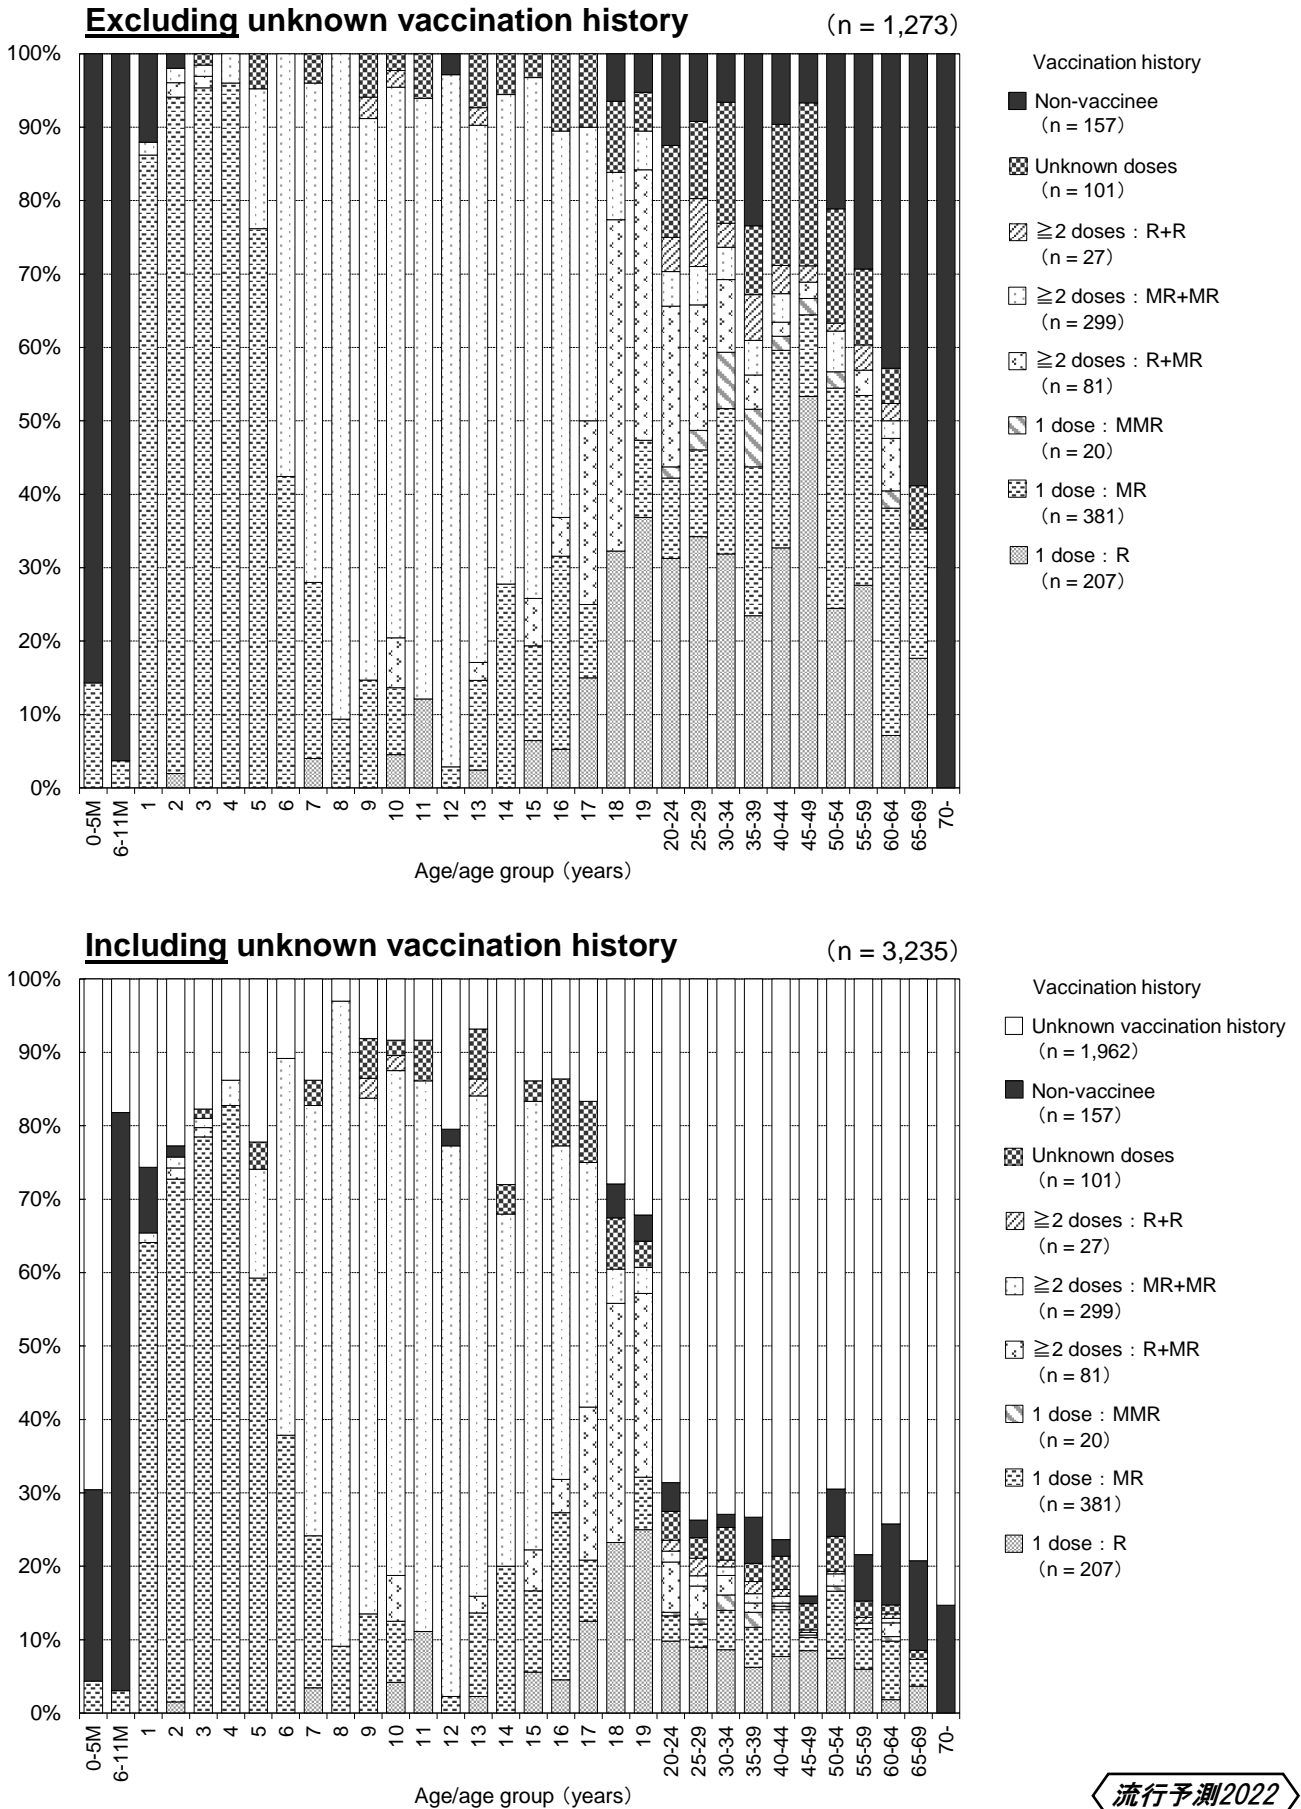 Excluding unknown vaccination history
（n = 1,273）
100%
90%
80%
70%
60%
50%
40%
30%
20%
10%
0%
0-5M
6-11M
1
2
3
4
5
6
7
8
9
10
11
12
13
14
15
16
17
18
19
20-24
25-29
30-34
35-39
40-44
45-49
50-54
55-59
60-64
65-69
70-
Age/age group（years）
Vaccination history
Non-vaccinee
（n = 157）
Unknown doses
（n = 101）
≧2 doses：R+R
（n = 27）
≧2 doses：MR+MR
（n = 299）
≧2 doses：R+MR
（n = 81）
1 dose：MMR
（n = 20）
1 dose：MR
（n = 381）
1 dose：R
（n = 207）
Including unknown vaccination history
（n = 3,235）
100%
90%
80%
70%
60%
50%
40%
30%
20%
10%
0%
0-5M
6-11M
1
2
3
4
5
6
7
8
9
10
11
12
13
14
15
16
17
18
19
20-24
25-29
30-34
35-39
40-44
45-49
50-54
55-59
60-64
65-69
70-
Age/age group（years）
Vaccination history
Unknown vaccination history
（n = 1,962）
Non-vaccinee
（n = 157）
Unknown doses
（n = 101）
≧2 doses：R+R
（n = 27）
≧2 doses：MR+MR
（n = 299）
≧2 doses：R+MR
（n = 81）
1 dose：MMR
（n = 20）
1 dose：MR
（n = 381）
1 dose：R
（n = 207）
流行予測2022